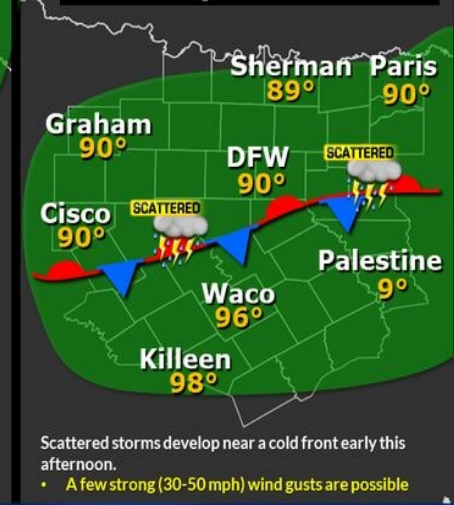 Sherman Paris
89° 90°
Graham
90°
DFW
90°
SCATTERED
Cisco
90°
SCATTERED
Palestine
9°
Waco
96°
Killeen
98°
Scattered storms develop near a cold front early this
afternoon.
• A few strong (30-50 mph) wind gusts are possible